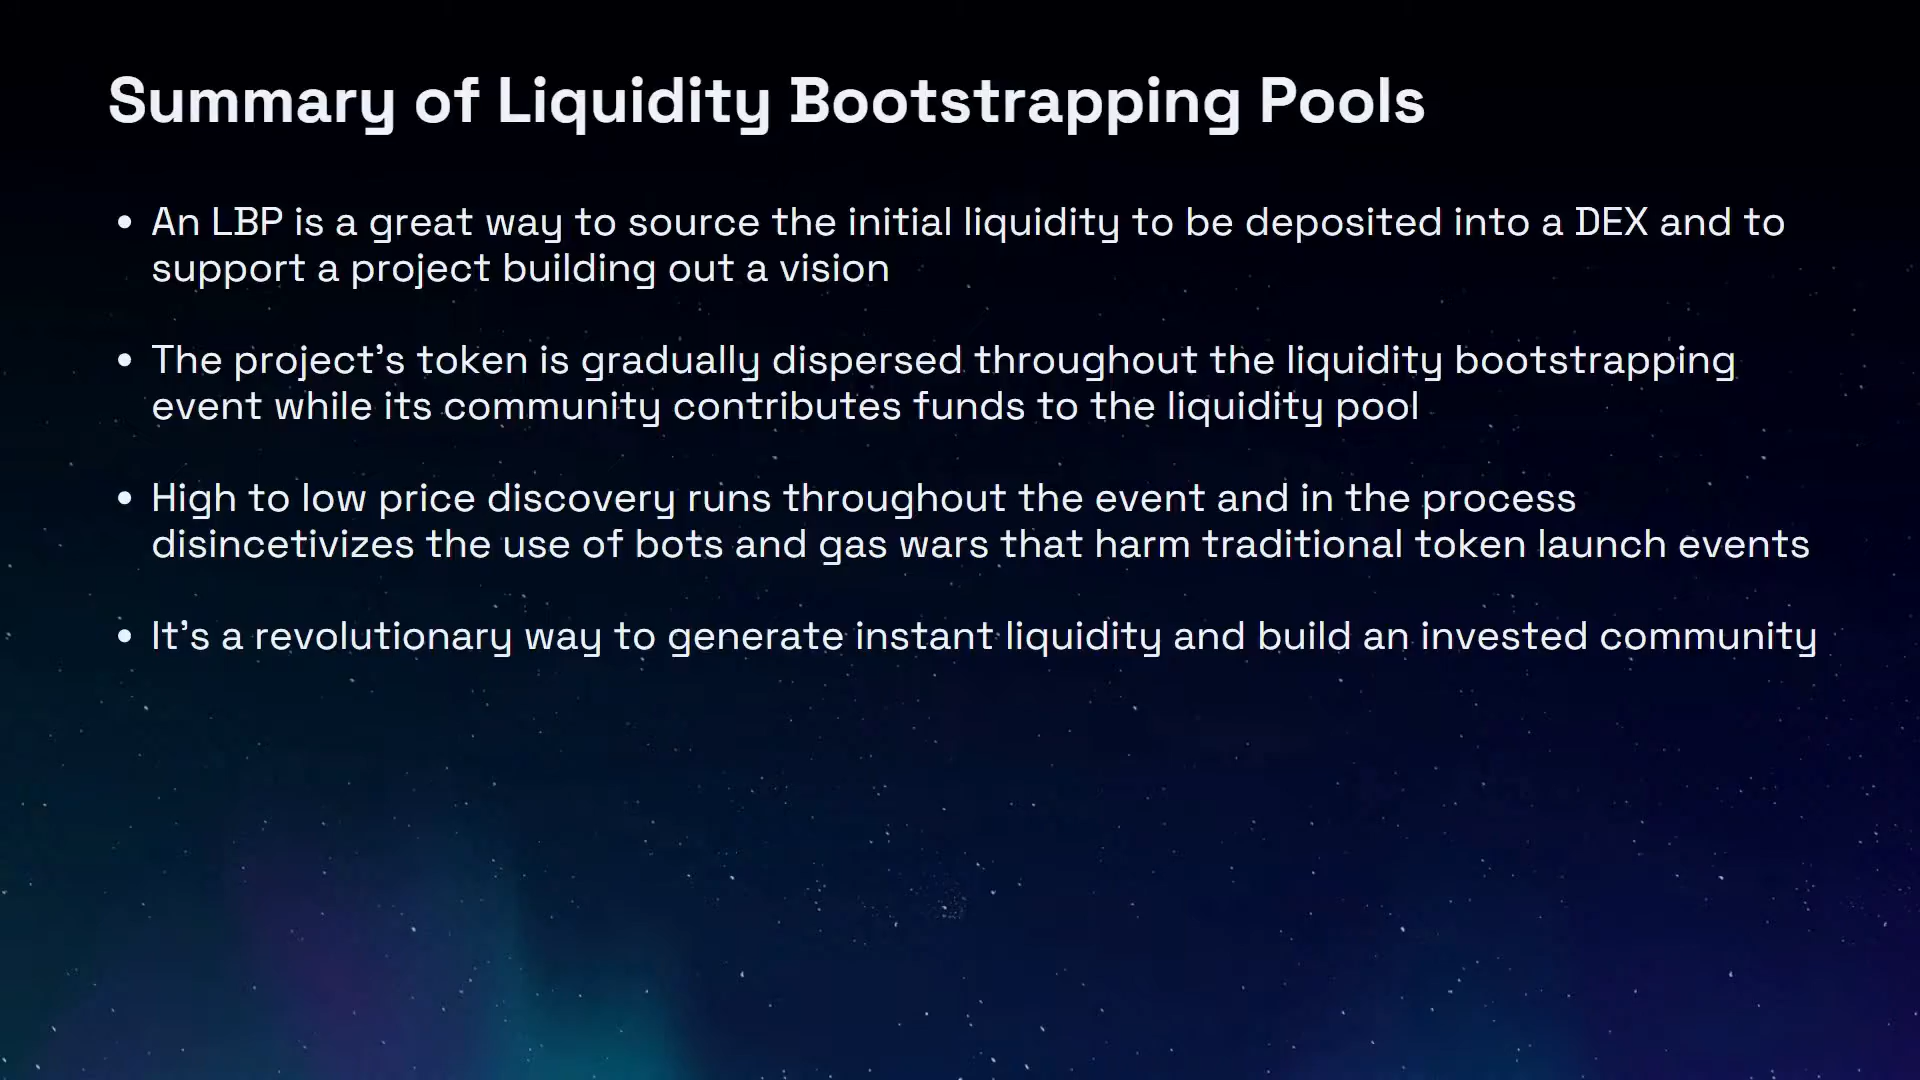 Summary of Liquidity Bootstrapping Pools
• An LBP is a great way to source the initial liquidity to be deposited into a DEX and to
support a project building out a vision
• The project's token is gradually dispersed throughout the liquidity bootstrapping
event while its community contributes funds to the liquidity pool
• High to low price discovery runs throughout the event and in the process
disincetivizes the use of bots and gas wars that harm traditional token launch events
• It's a revolutionary way to generate instant liquidity and build an invested community